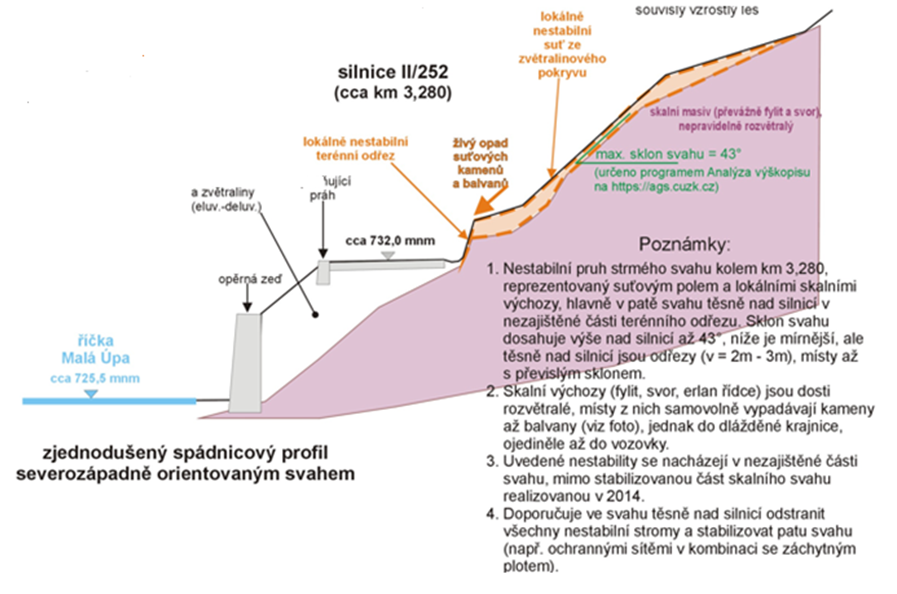 souvislý vzrostlý les
lokálně
nestabilní
suť ze
zvětralinového
pokryvu
silnice II/252
(cca km 3,280)
skalní masiv (převážně fylit a svor),
nepravidelně rozvětralý
lokálně nestabilní
terénní odřez
živý opad
suťových
kamenů
a balvanů
max. sklon svahu = 43°
(určeno programem Analýza výškopisu
na https://ags.cuzk.cz)
a zvětraliny
(eluv.-deluv.)
ující
práh
cca 732,0 mnm
opěrná zeď
říčka
Malá Úpa
cca 725,5 mnm
zjednodušený spádnicový profil
severozápadně orientovaným svahem
Poznámky:
1. Nestabilní pruh strmého svahu kolem km 3,280,
reprezentovaný suťovým polem a lokálními skalními
výchozy, hlavně v patě svahu těsně nad silnicí v
nezajištěné části terénního odřezu. Sklon svahu
dosahuje výše nad silnicí až 43°, níže je mírnější, ale
těsně nad silnicí jsou odřezy (v = 2m - 3m), místy až
s převislým sklonem.
2. Skalní výchozy (fylit, svor, erlan řídce) jsou dosti
rozvětralé, místy z nich samovolně vypadávají kameny
až balvany (viz foto), jednak do dlážděné krajnice,
ojediněle až do vozovky.
3. Uvedené nestability se nacházejí v nezajištěné části
svahu, mimo stabilizovanou část skalního svahu
realizovanou v 2014.
4. Doporučuje ve svahu těsně nad silnicí odstranit
všechny nestabilní stromy a stabilizovat patu svahu
(např. ochrannými sítěmi v kombinaci se záchytným
plotem).